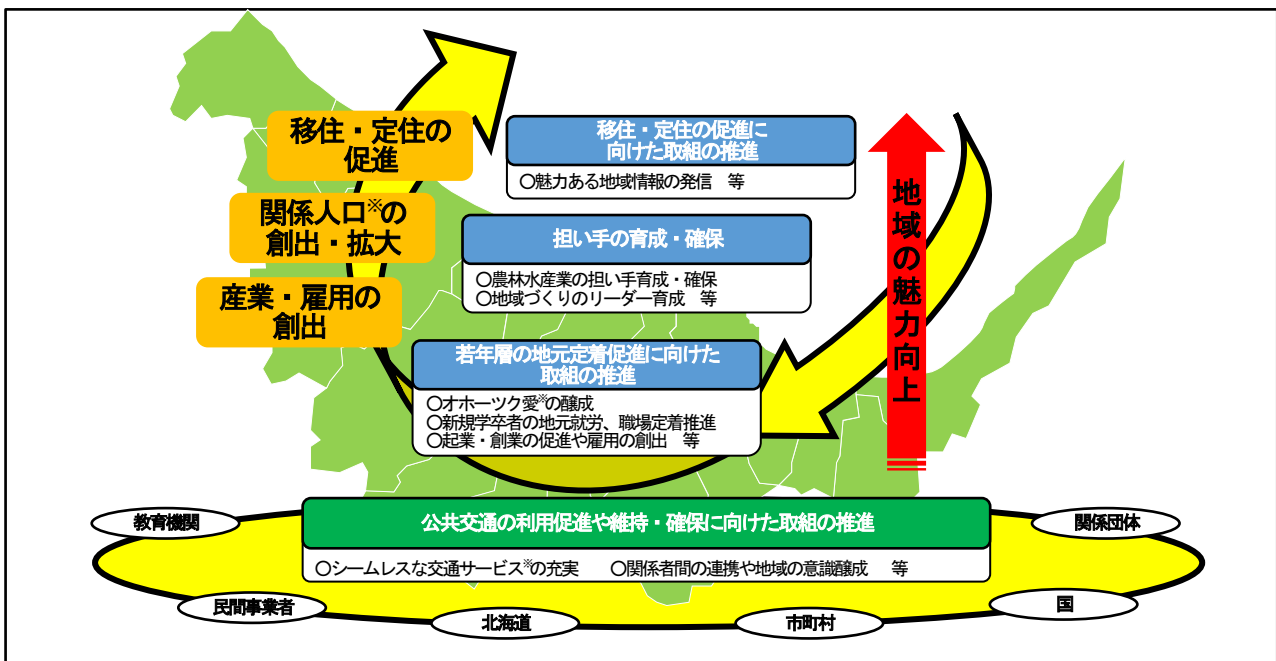 移住・定住の
促進
関係人口※の
創出・拡大
産業・雇用の
創出
移住・定住の促進に
向けた取組の推進
○魅力ある地域情報の発信 等
担い手の育成・確保
○農林水産業の担い手育成・確保
○地域づくりのリーダー育成 等
若年層の地元定着促進に向けた
取組の推進
○オホーツク愛※の醸成
○新規学卒者の地元就労、職場定着推進
○起業・創業の促進や雇用の創出 等
地域の魅力向上
公共交通の利用促進や維持・確保に向けた取組の推進
○シームレスな交通サービス※の充実 ○関係者間の連携や地域の意識醸成 等
教育機関
関係団体
民間事業者
北海道
市町村
国